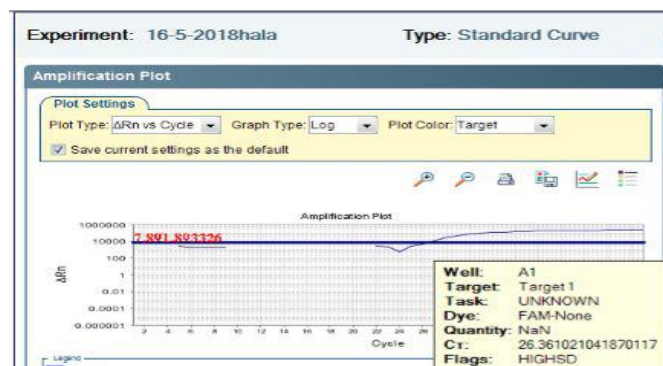 Experiment: 16-5-2018hala Type: Standard Curve
Amplification Plot
Plot Settings
Plot Type: ΔRn vs Cycle Graph Type: Log Plot Color: Target
Save current settings as the default
Amplification Plot
1000000
10000
100
1
0.01
0.0001
0.000001
7,891.893326
ΔRn
2 4 6 8 10 12 14 16 18 20 22 24 26
Cycle
Well: A1
Target: Target 1
Task: UNKNOWN
Dye: FAM-None
Quantity: NaN
CT: 26.361021041870117
Flags: HIGHSD
Legend